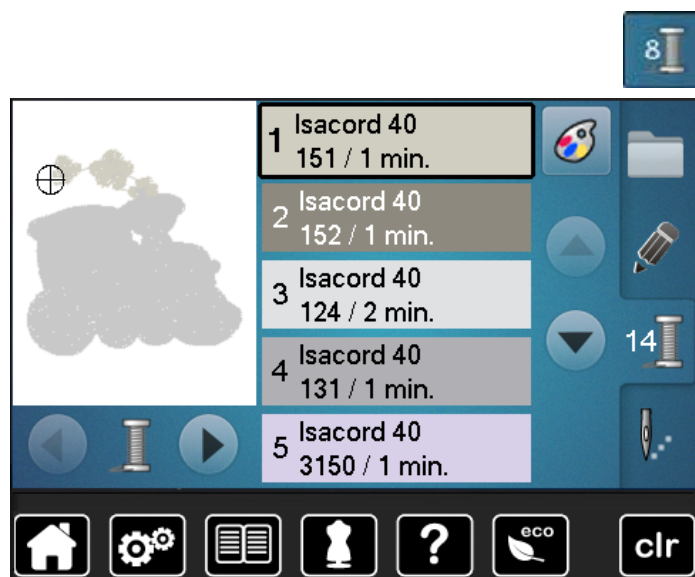 8
1 Isacord 40
151 / 1 min.
2 Isacord 40
152 / 1 min.
3 Isacord 40
124 / 2 min.
14
4 Isacord 40
131 / 1 min.
5 Isacord 40
3150 / 1 min.
?
eco
clr